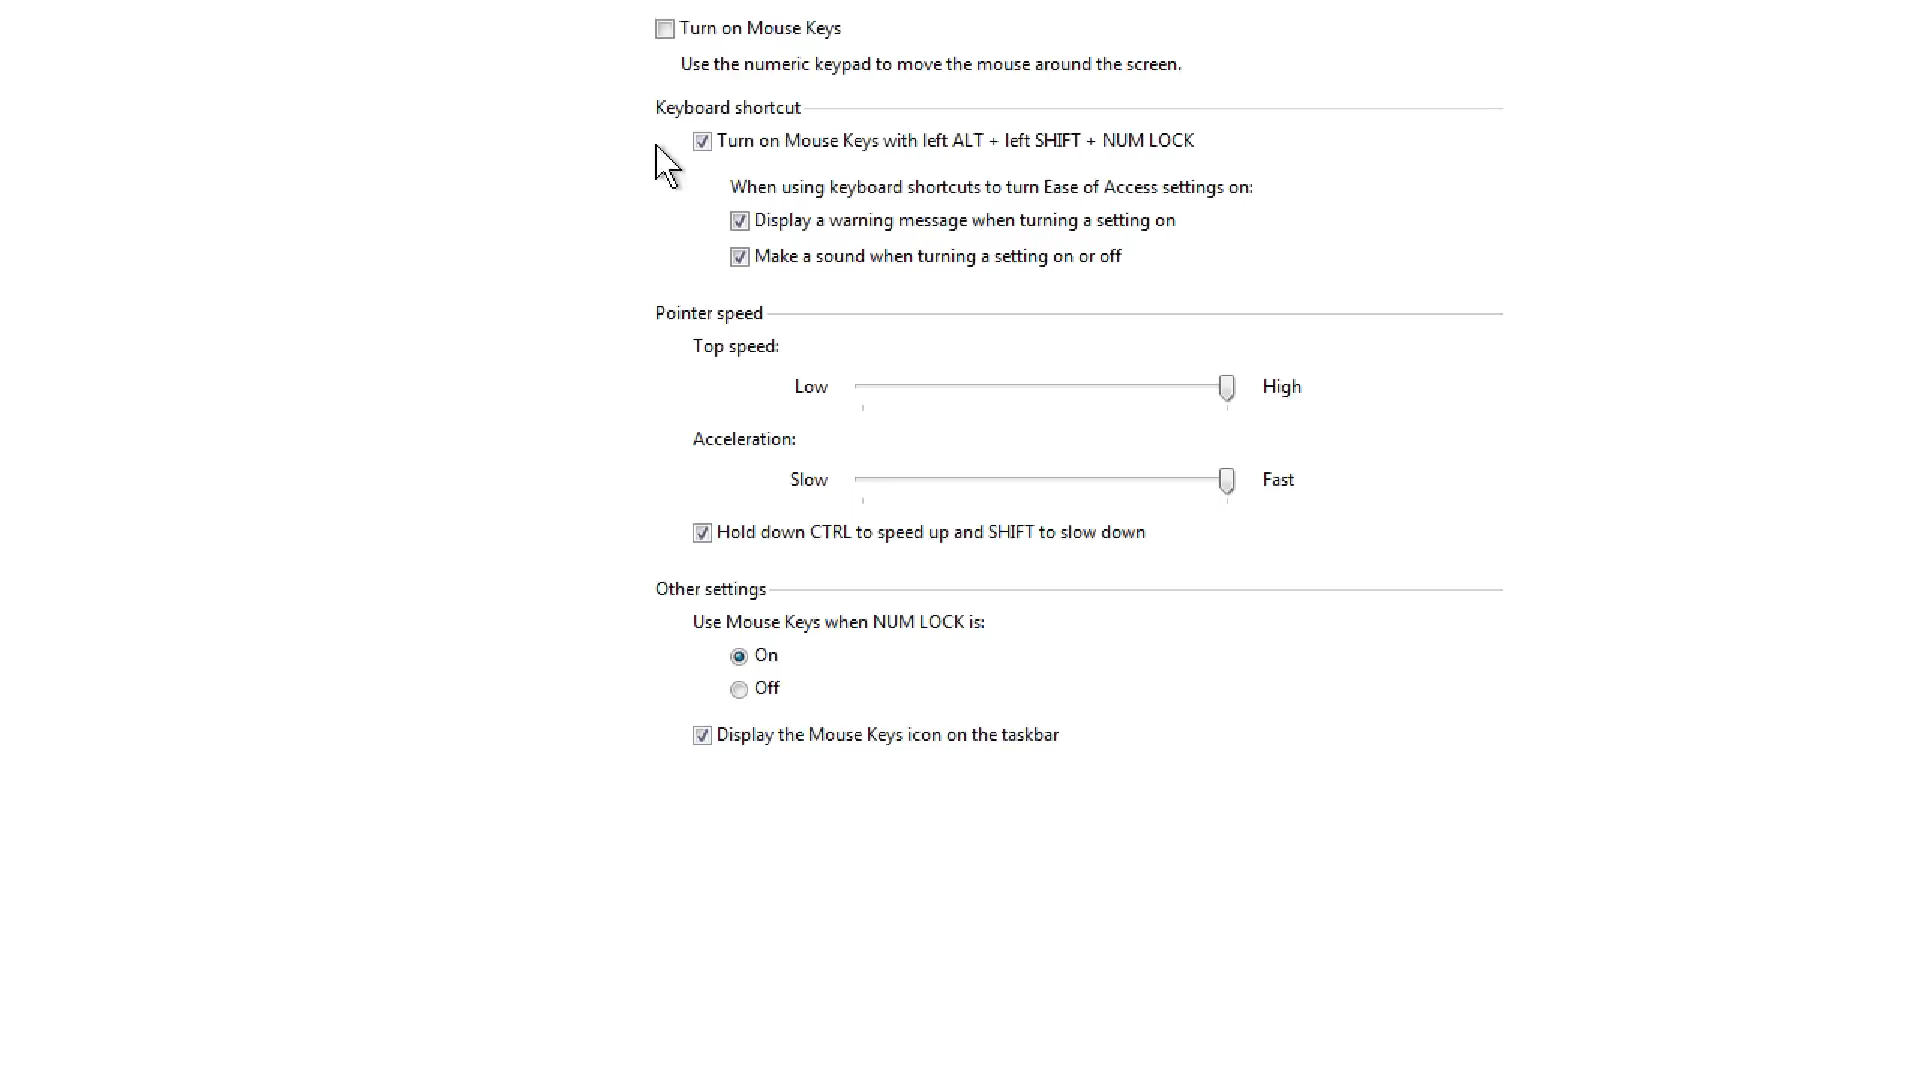 Turn on Mouse Keys
Use the numeric keypad to move the mouse around the screen.
Keyboard shortcut
Turn on Mouse Keys with left ALT + left SHIFT + NUM LOCK
When using keyboard shortcuts to turn Ease of Access settings on:
Display a warning message when turning a setting on
Make a sound when turning a setting on or off
Pointer speed
Top speed:
Low High
Acceleration:
Slow Fast
Hold down CTRL to speed up and SHIFT to slow down
Other settings
Use Mouse Keys when NUM LOCK is:
On
Off
Display the Mouse Keys icon on the taskbar